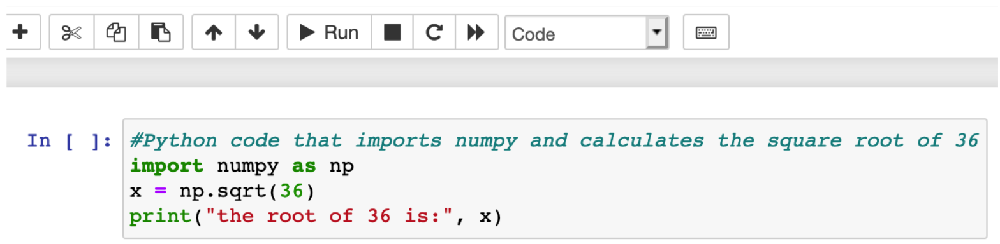 Run Code
In [ ]: #Python code that imports numpy and calculates the square root of 36
import numpy as np
x = np.sqrt(36)
print("the root of 36 is:", x)